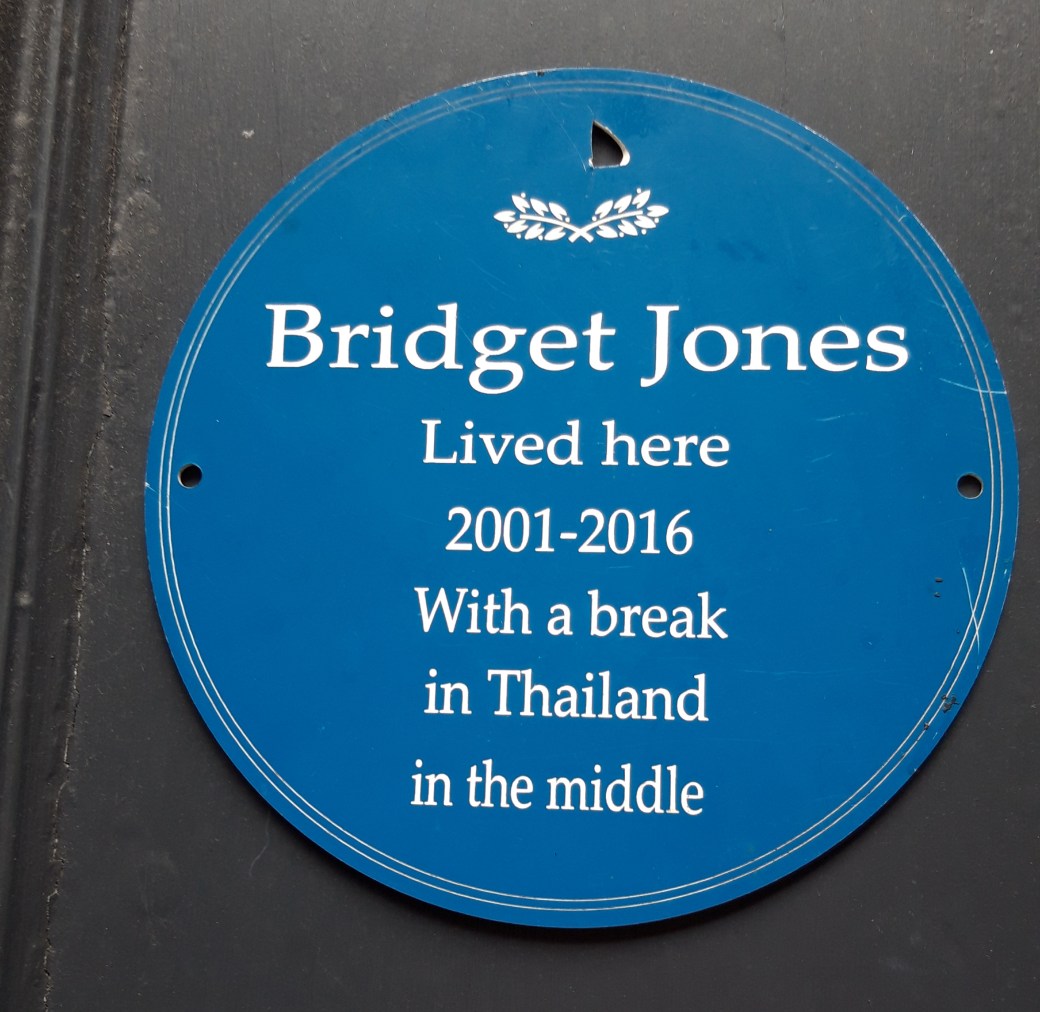 Bridget Jones
Lived here
2001-2016
With a break
in Thailand
in the middle